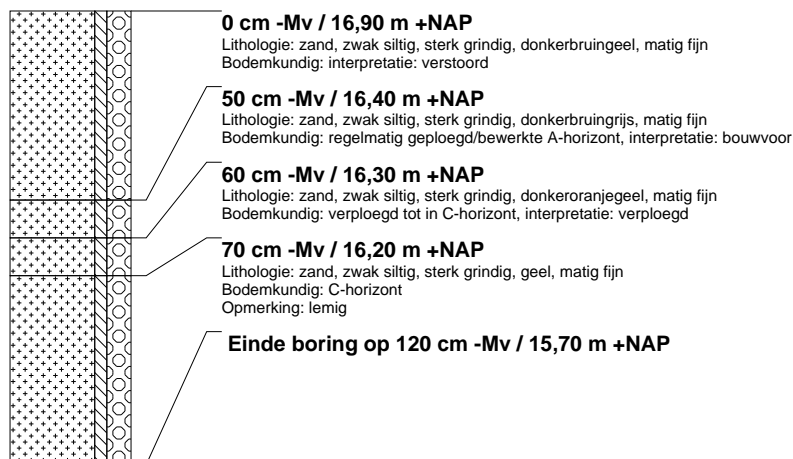 0 cm -Mv / 16,90 m +NAP
Lithologie: zand, zwak siltig, sterk grindig, donkerbruingeel, matig fijn
Bodemkundig: interpretatie: verstoord
50 cm -Mv / 16,40 m +NAP
Lithologie: zand, zwak siltig, sterk grindig, donkerbruingrijs, matig fijn
Bodemkundig: regelmatig geploegd/bewerkte A-horizont, interpretatie: bouwvoor
60 cm -Mv / 16,30 m +NAP
Lithologie: zand, zwak siltig, sterk grindig, donkeroranjegeel, matig fijn
Bodemkundig: verploegd tot in C-horizont, interpretatie: verploegd
70 cm -Mv / 16,20 m +NAP
Lithologie: zand, zwak siltig, sterk grindig, geel, matig fijn
Bodemkundig: C-horizont
Opmerking: lemig
Einde boring op 120 cm -Mv / 15,70 m +NAP